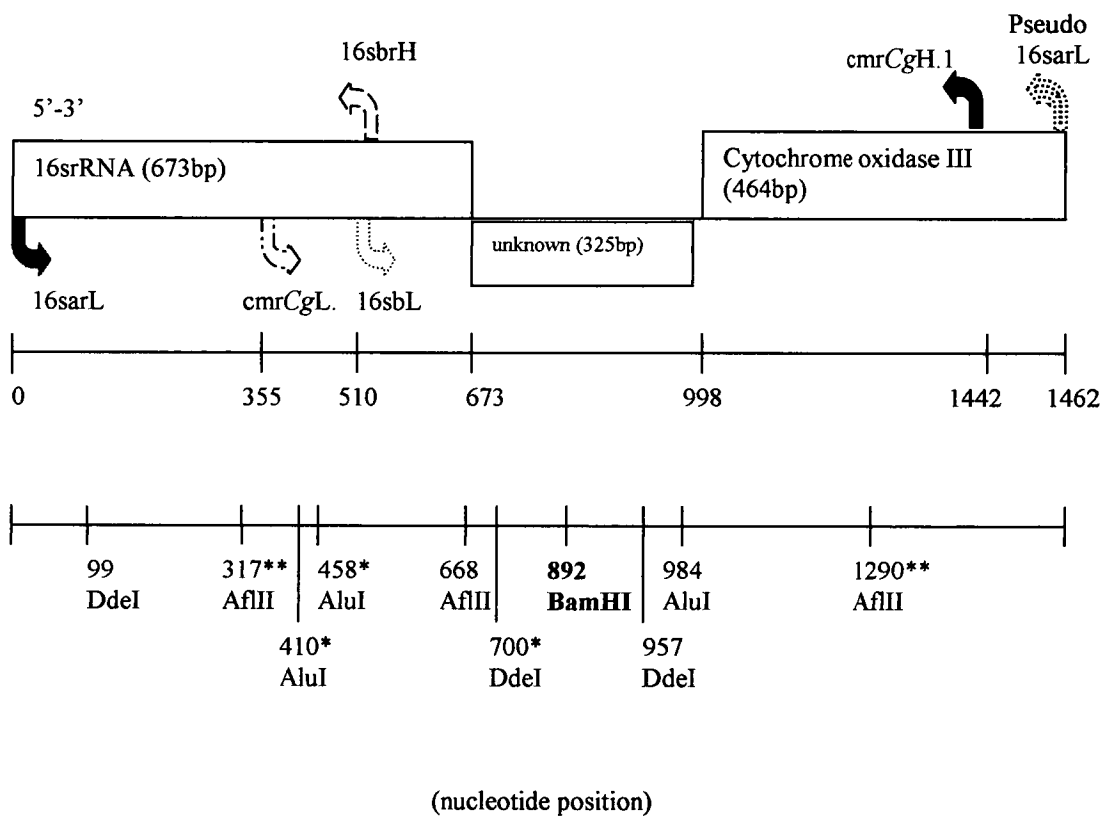 Pseudo
16sarL
cmrCgH.1
16sbrH
5'-3'
16srRNA (673bp)
Cytochrome oxidase III
(464bp)
unknown (325bp)
16sarL
cmrCgL.
16sbL
0
355
510
673
998
1442
1462
99
DdeI
317**
AflII
458*
AluI
668
AflII
892
BamHI
984
AluI
1290**
AflII
410*
AluI
700*
DdeI
957
DdeI
(nucleotide position)